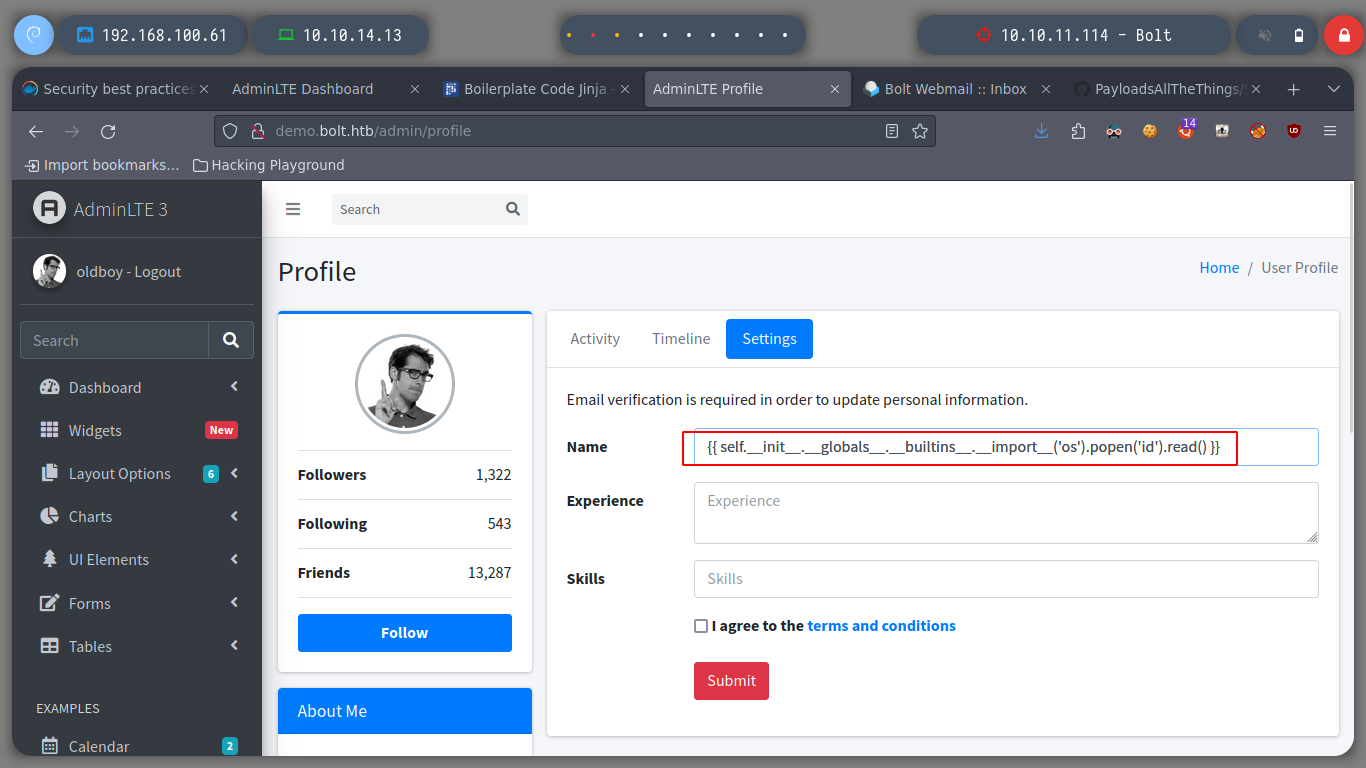 192.168.100.61 10.10.14.13 10.10.11.114 - Bolt
Security best practices AdminLTE Dashboard Boilerplate Code Jinja AdminLTE Profile Bolt Webmail :: Inbox PayloadsAllTheThings/
demo.bolt.htb/admin/profile 14
Import bookmarks... Hacking Playground
AdminLTE 3
oldboy - Logout
Search
Dashboard
Widgets New
Layout Options 6
Charts
UI Elements
Forms
Tables
EXAMPLES
Calendar 2
Search
Profile
Home / User Profile
Followers 1,322
Following 543
Friends 13,287
Follow
About Me
Activity Timeline Settings
Email verification is required in order to update personal information.
Name {{ self.__init__.__globals__.__builtins__.__import__('os').popen('id').read() }}
Experience Experience
Skills Skills
I agree to the terms and conditions
Submit